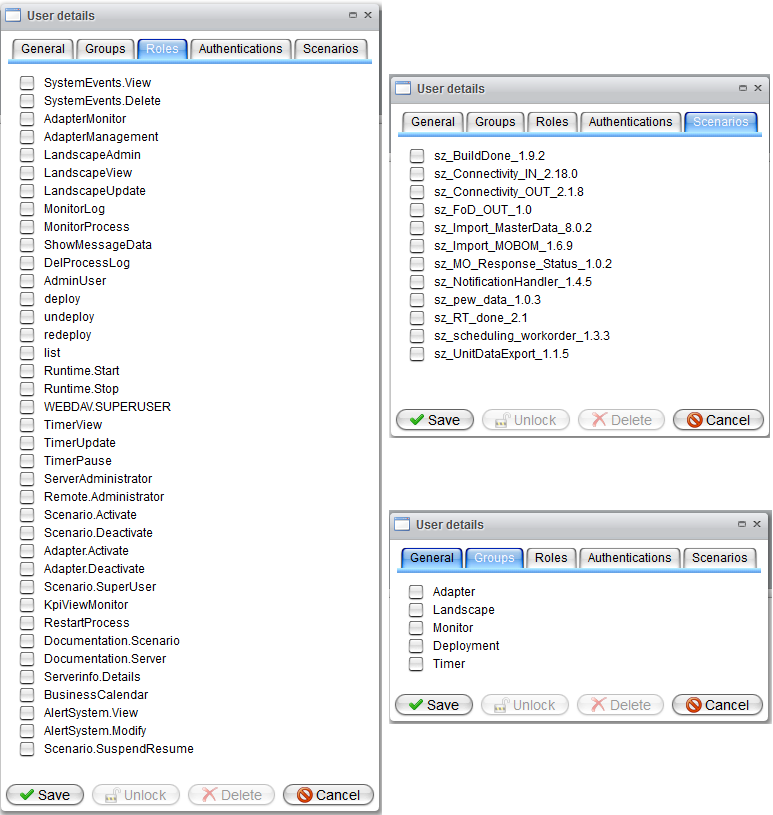 User details
General Groups Roles Authentications Scenarios
SystemEvents.View
SystemEvents.Delete
AdapterMonitor
AdapterManagement
LandscapeAdmin
LandscapeView
LandscapeUpdate
MonitorLog
MonitorProcess
ShowMessageData
DelProcessLog
AdminUser
deploy
undeploy
redeploy
list
Runtime.Start
Runtime.Stop
WEBDAV.SUPERUSER
TimerView
TimerUpdate
TimerPause
ServerAdministrator
Remote.Administrator
Scenario.Activate
Scenario.Deactivate
Adapter.Activate
Adapter.Deactivate
Scenario.SuperUser
KpiViewMonitor
RestartProcess
Documentation.Scenario
Documentation.Server
Serverinfo.Details
BusinessCalendar
AlertSystem.View
AlertSystem.Modify
Scenario.SuspendResume
Save Unlock Delete Cancel
User details
General Groups Roles Authentications Scenarios
sz_BuildDone_1.9.2
sz_Connectivity_IN_2.18.0
sz_Connectivity_OUT_2.1.8
sz_FoD_OUT_1.0
sz_Import_MasterData_8.0.2
sz_Import_MOBOM_1.6.9
sz_MO_Response_Status_1.0.2
sz_NotificationHandler_1.4.5
sz_pew_data_1.0.3
sz_RT_done_2.1
sz_scheduling_workorder_1.3.3
sz_UnitDataExport_1.1.5
Save Unlock Delete Cancel
User details
General Groups Roles Authentications Scenarios
Adapter
Landscape
Monitor
Deployment
Timer
Save Unlock Delete Cancel